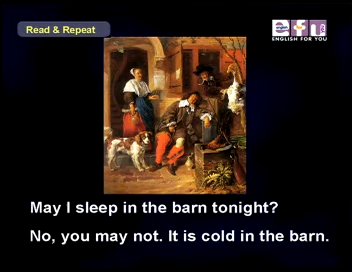 Read & Repeat
efu
ENGLISH FOR YOU
May I sleep in the barn tonight?
No, you may not. It is cold in the barn.